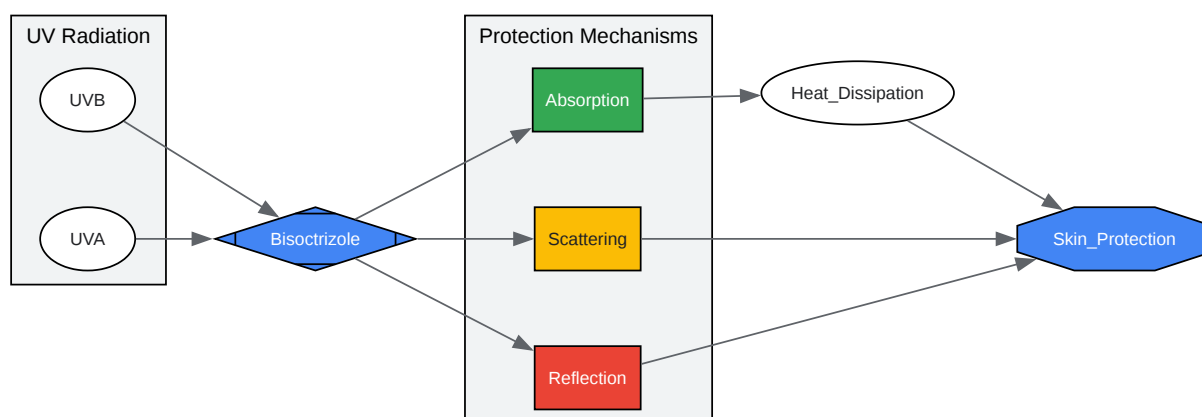 UV Radiation
UVB
UVA
Bisoctrizole
Protection Mechanisms
Absorption
Scattering
Reflection
Heat_Dissipation
Skin_Protection